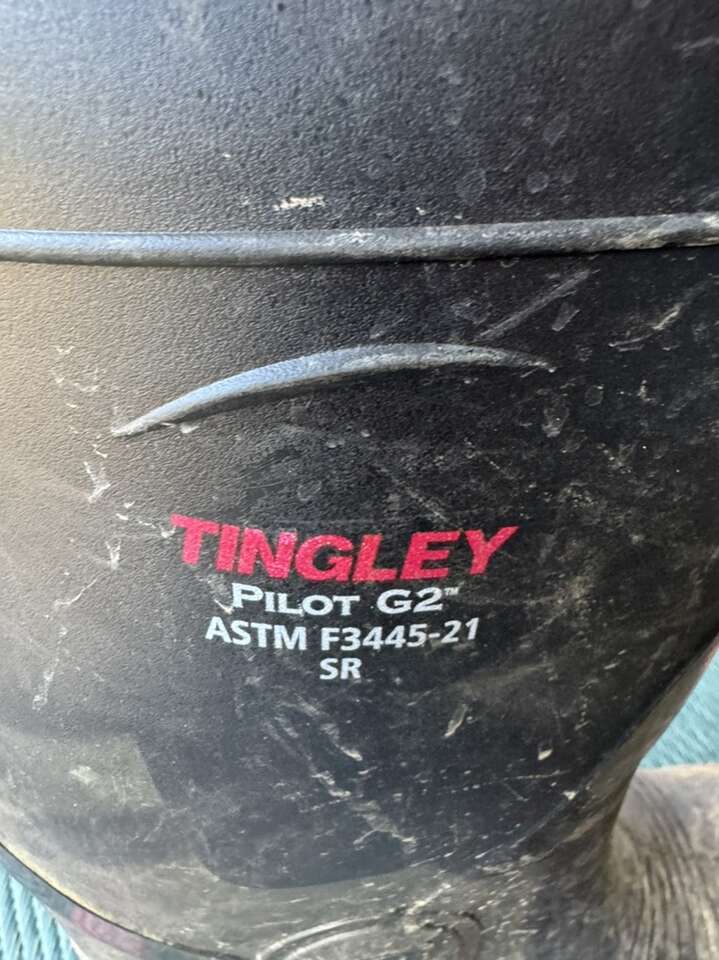 TINGLEY
PILOT G2™
ASTM F3445-21
SR